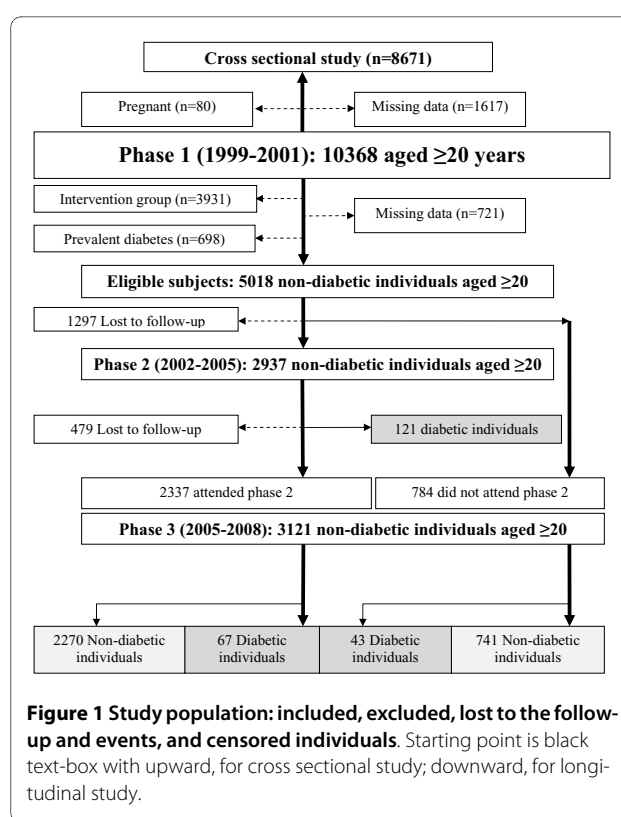 Cross sectional study (n=8671)
Pregnant (n=80)
Missing data (n=1617)
Phase 1 (1999-2001): 10368 aged ≥20 years
Intervention group (n=3931)
Missing data (n=721)
Prevalent diabetes (n=698)
Eligible subjects: 5018 non-diabetic individuals aged ≥20
1297 Lost to follow-up
Phase 2 (2002-2005): 2937 non-diabetic individuals aged ≥20
479 Lost to follow-up
121 diabetic individuals
2337 attended phase 2
784 did not attend phase 2
Phase 3 (2005-2008): 3121 non-diabetic individuals aged ≥20
2270 Non-diabetic
individuals
67 Diabetic
individuals
43 Diabetic
individuals
741 Non-diabetic
individuals
Figure 1 Study population: included, excluded, lost to the follow-
up and events, and censored individuals. Starting point is black
text-box with upward, for cross sectional study; downward, for longi-
tudinal study.